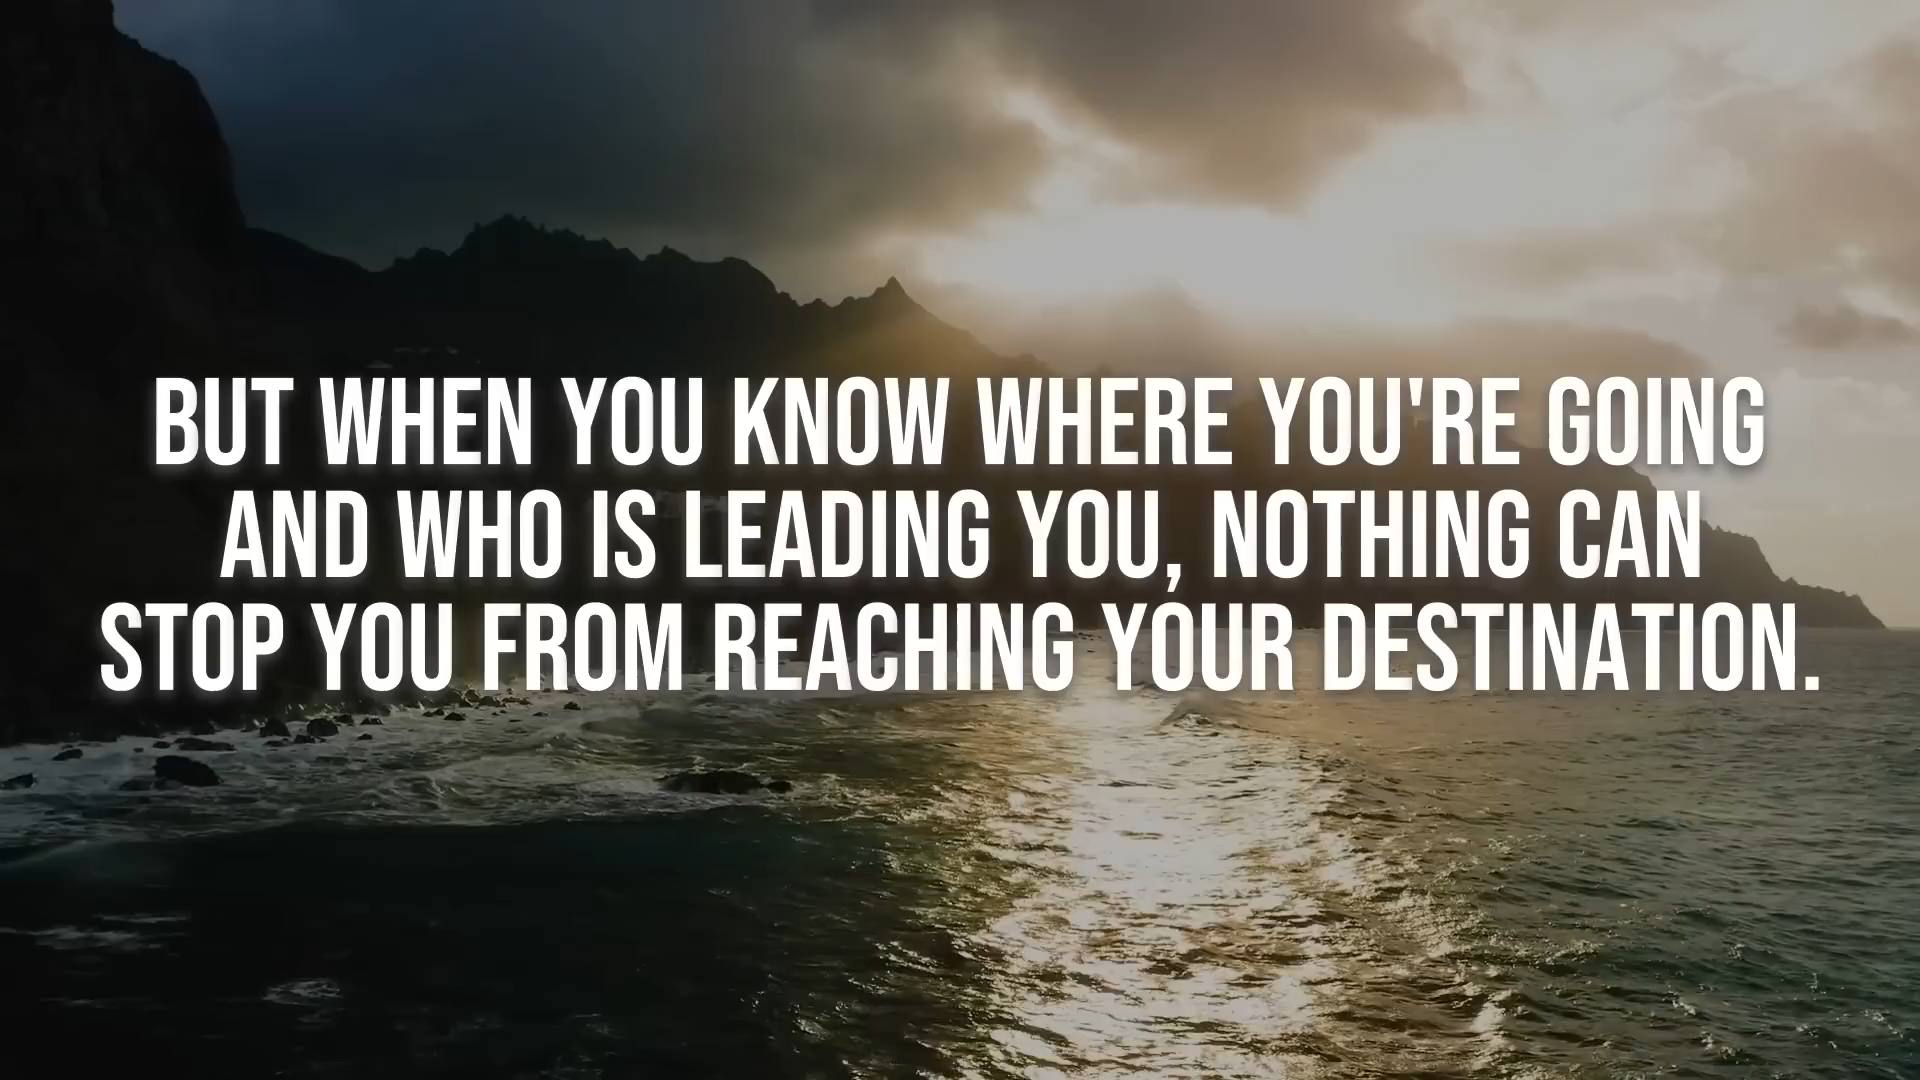 BUT WHEN YOU KNOW WHERE YOU'RE GOING
AND WHO IS LEADING YOU, NOTHING CAN
STOP YOU FROM REACHING YOUR DESTINATION.